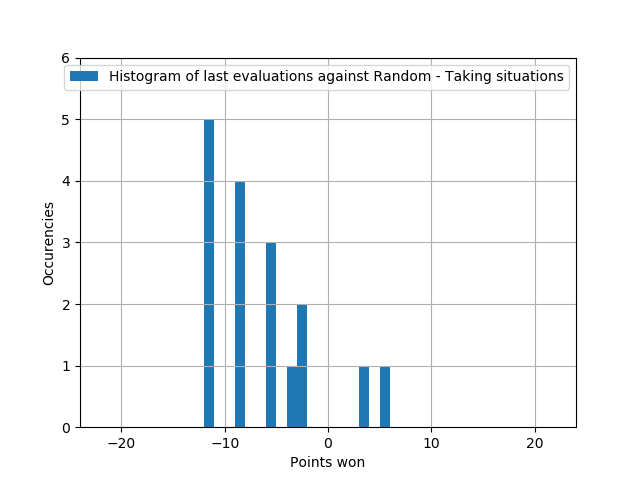 Histogram of last evaluations against Random - Taking situations
6
5
4
3
2
1
0
Occurencies
−20 −10 0 10 20
Points won